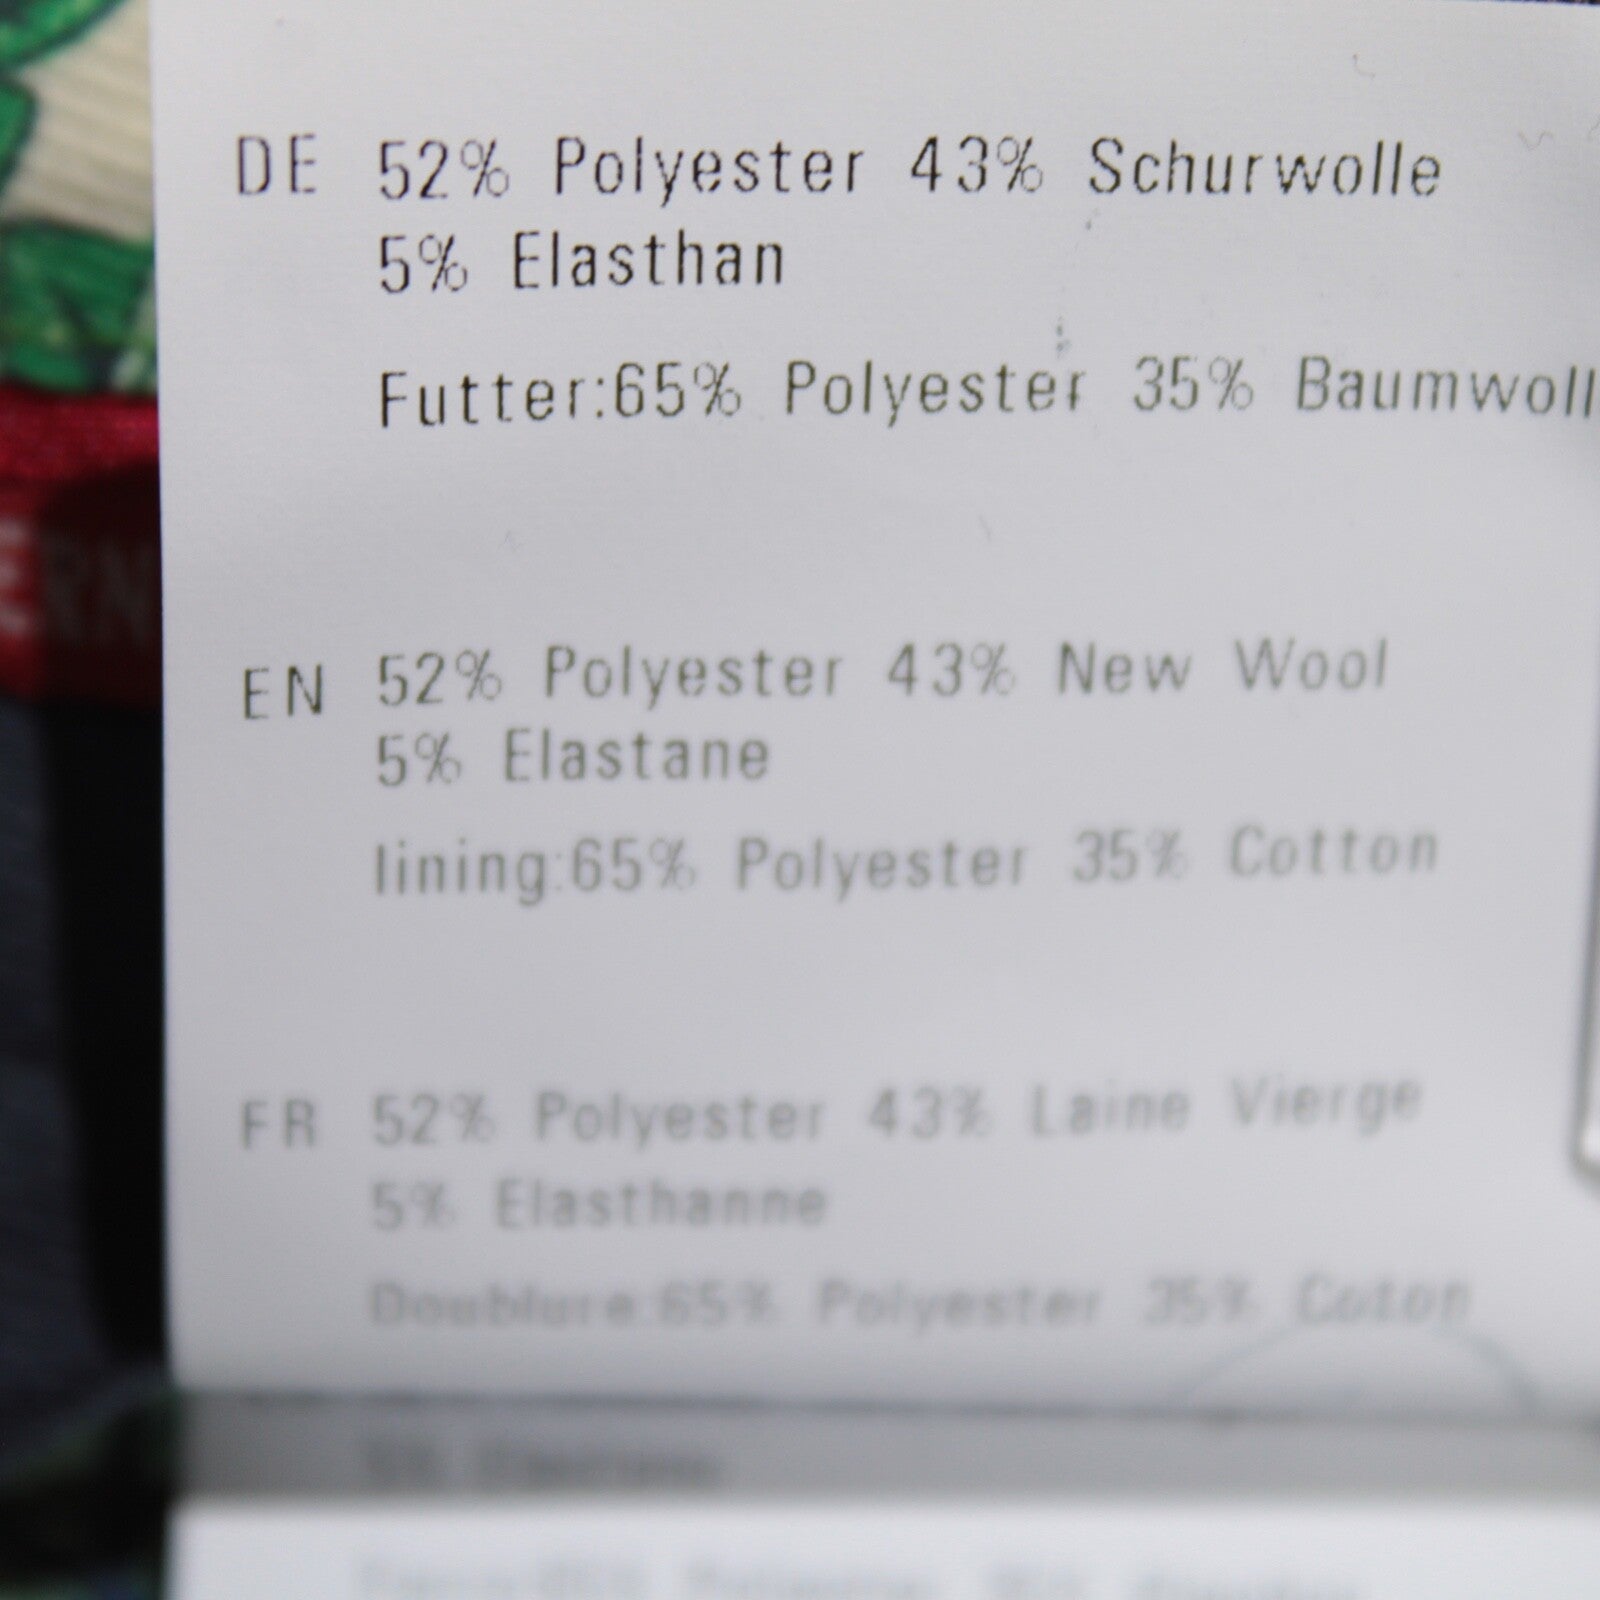 DE 52% Polyester 43% Schurwolle
5% Elasthan
Futter:65% Polyester 35% Baumwoll
EN 52% Polyester 43% New Wool
5% Elastane
lining:65% Polyester 35% Cotton
FR 52% Polyester 43% Laine Vierge
5% Elasthanne
Doublure:65% Polyester 35% Coton